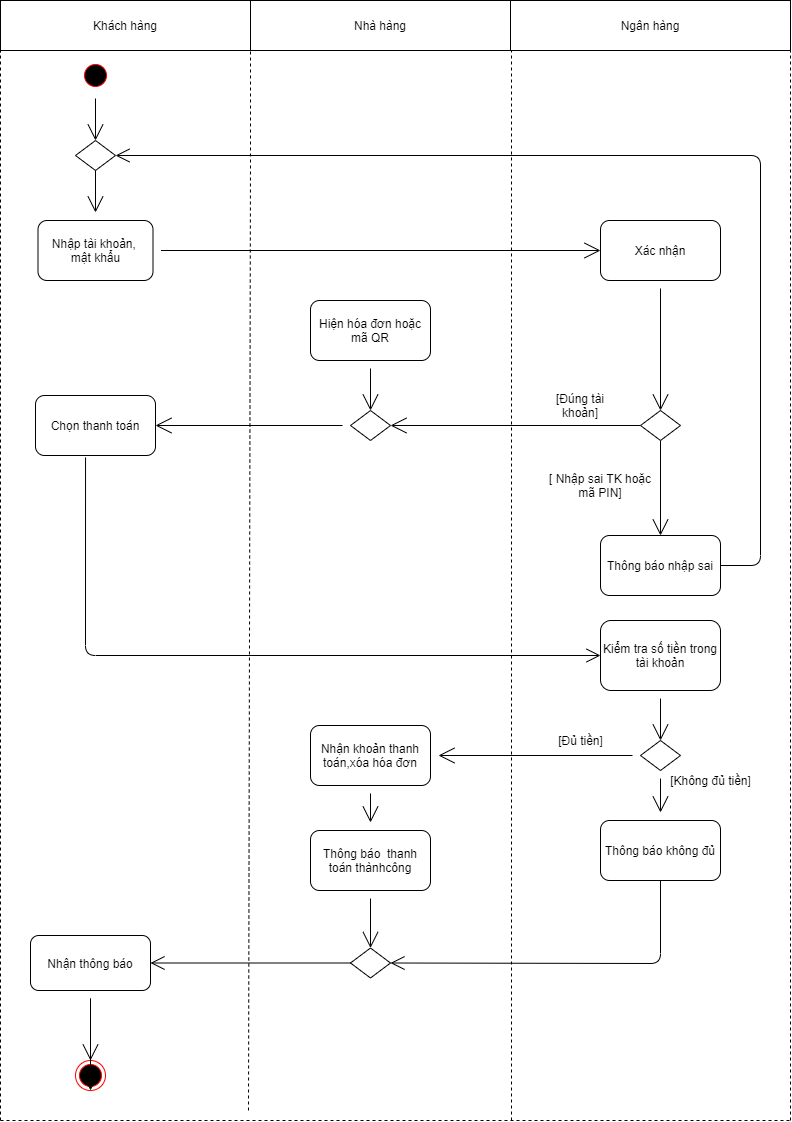 Khách hàng
Nhà hàng
Ngân hàng
Nhập tài khoản,
mật khẩu
Xác nhận
Hiện hóa đơn hoặc
mã QR
[Đúng tài
khoản]
Chọn thanh toán
[ Nhập sai TK hoặc
mã PIN]
Thông báo nhập sai
Kiểm tra số tiền trong
tài khoản
[Đủ tiền]
Nhận khoản thanh
toán,xóa hóa đơn
[Không đủ tiền]
Thông báo thanh
toán thànhcông
Thông báo không đủ
Nhận thông báo